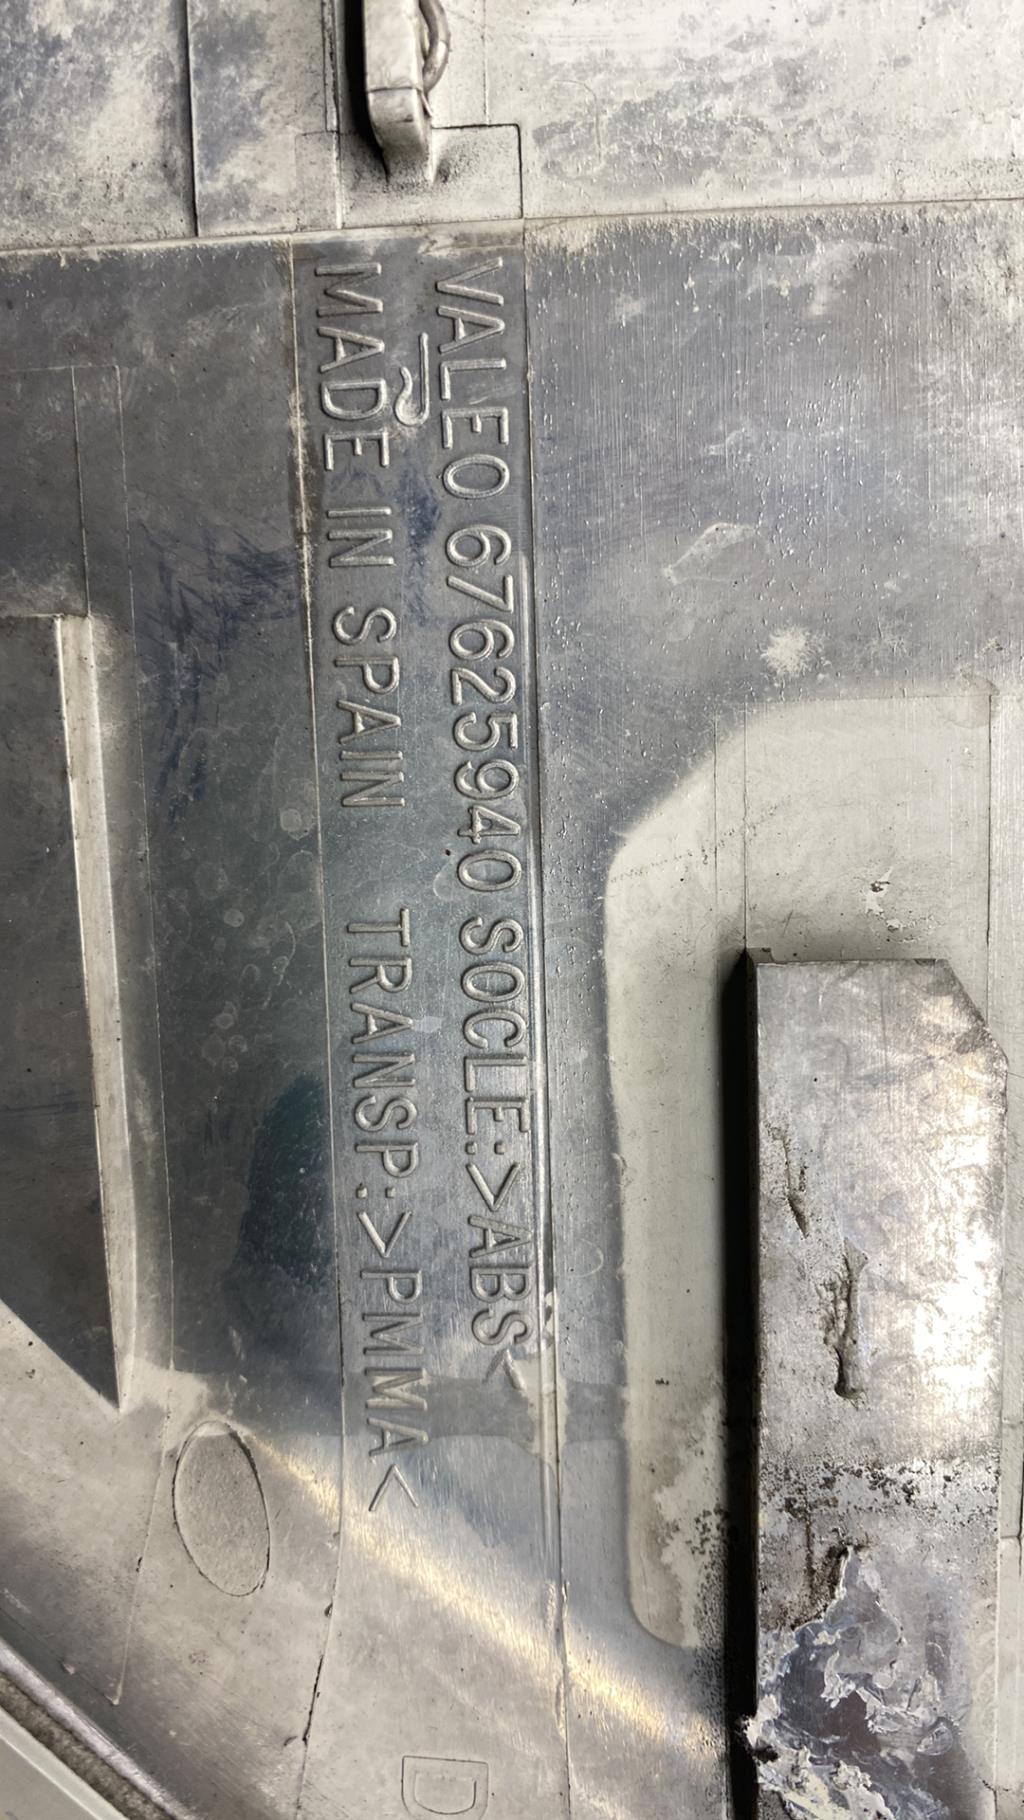 VALEO 67625940 SOCLE:>ABS<
MADE IN SPAIN TRANSP.:>PMMA<
D